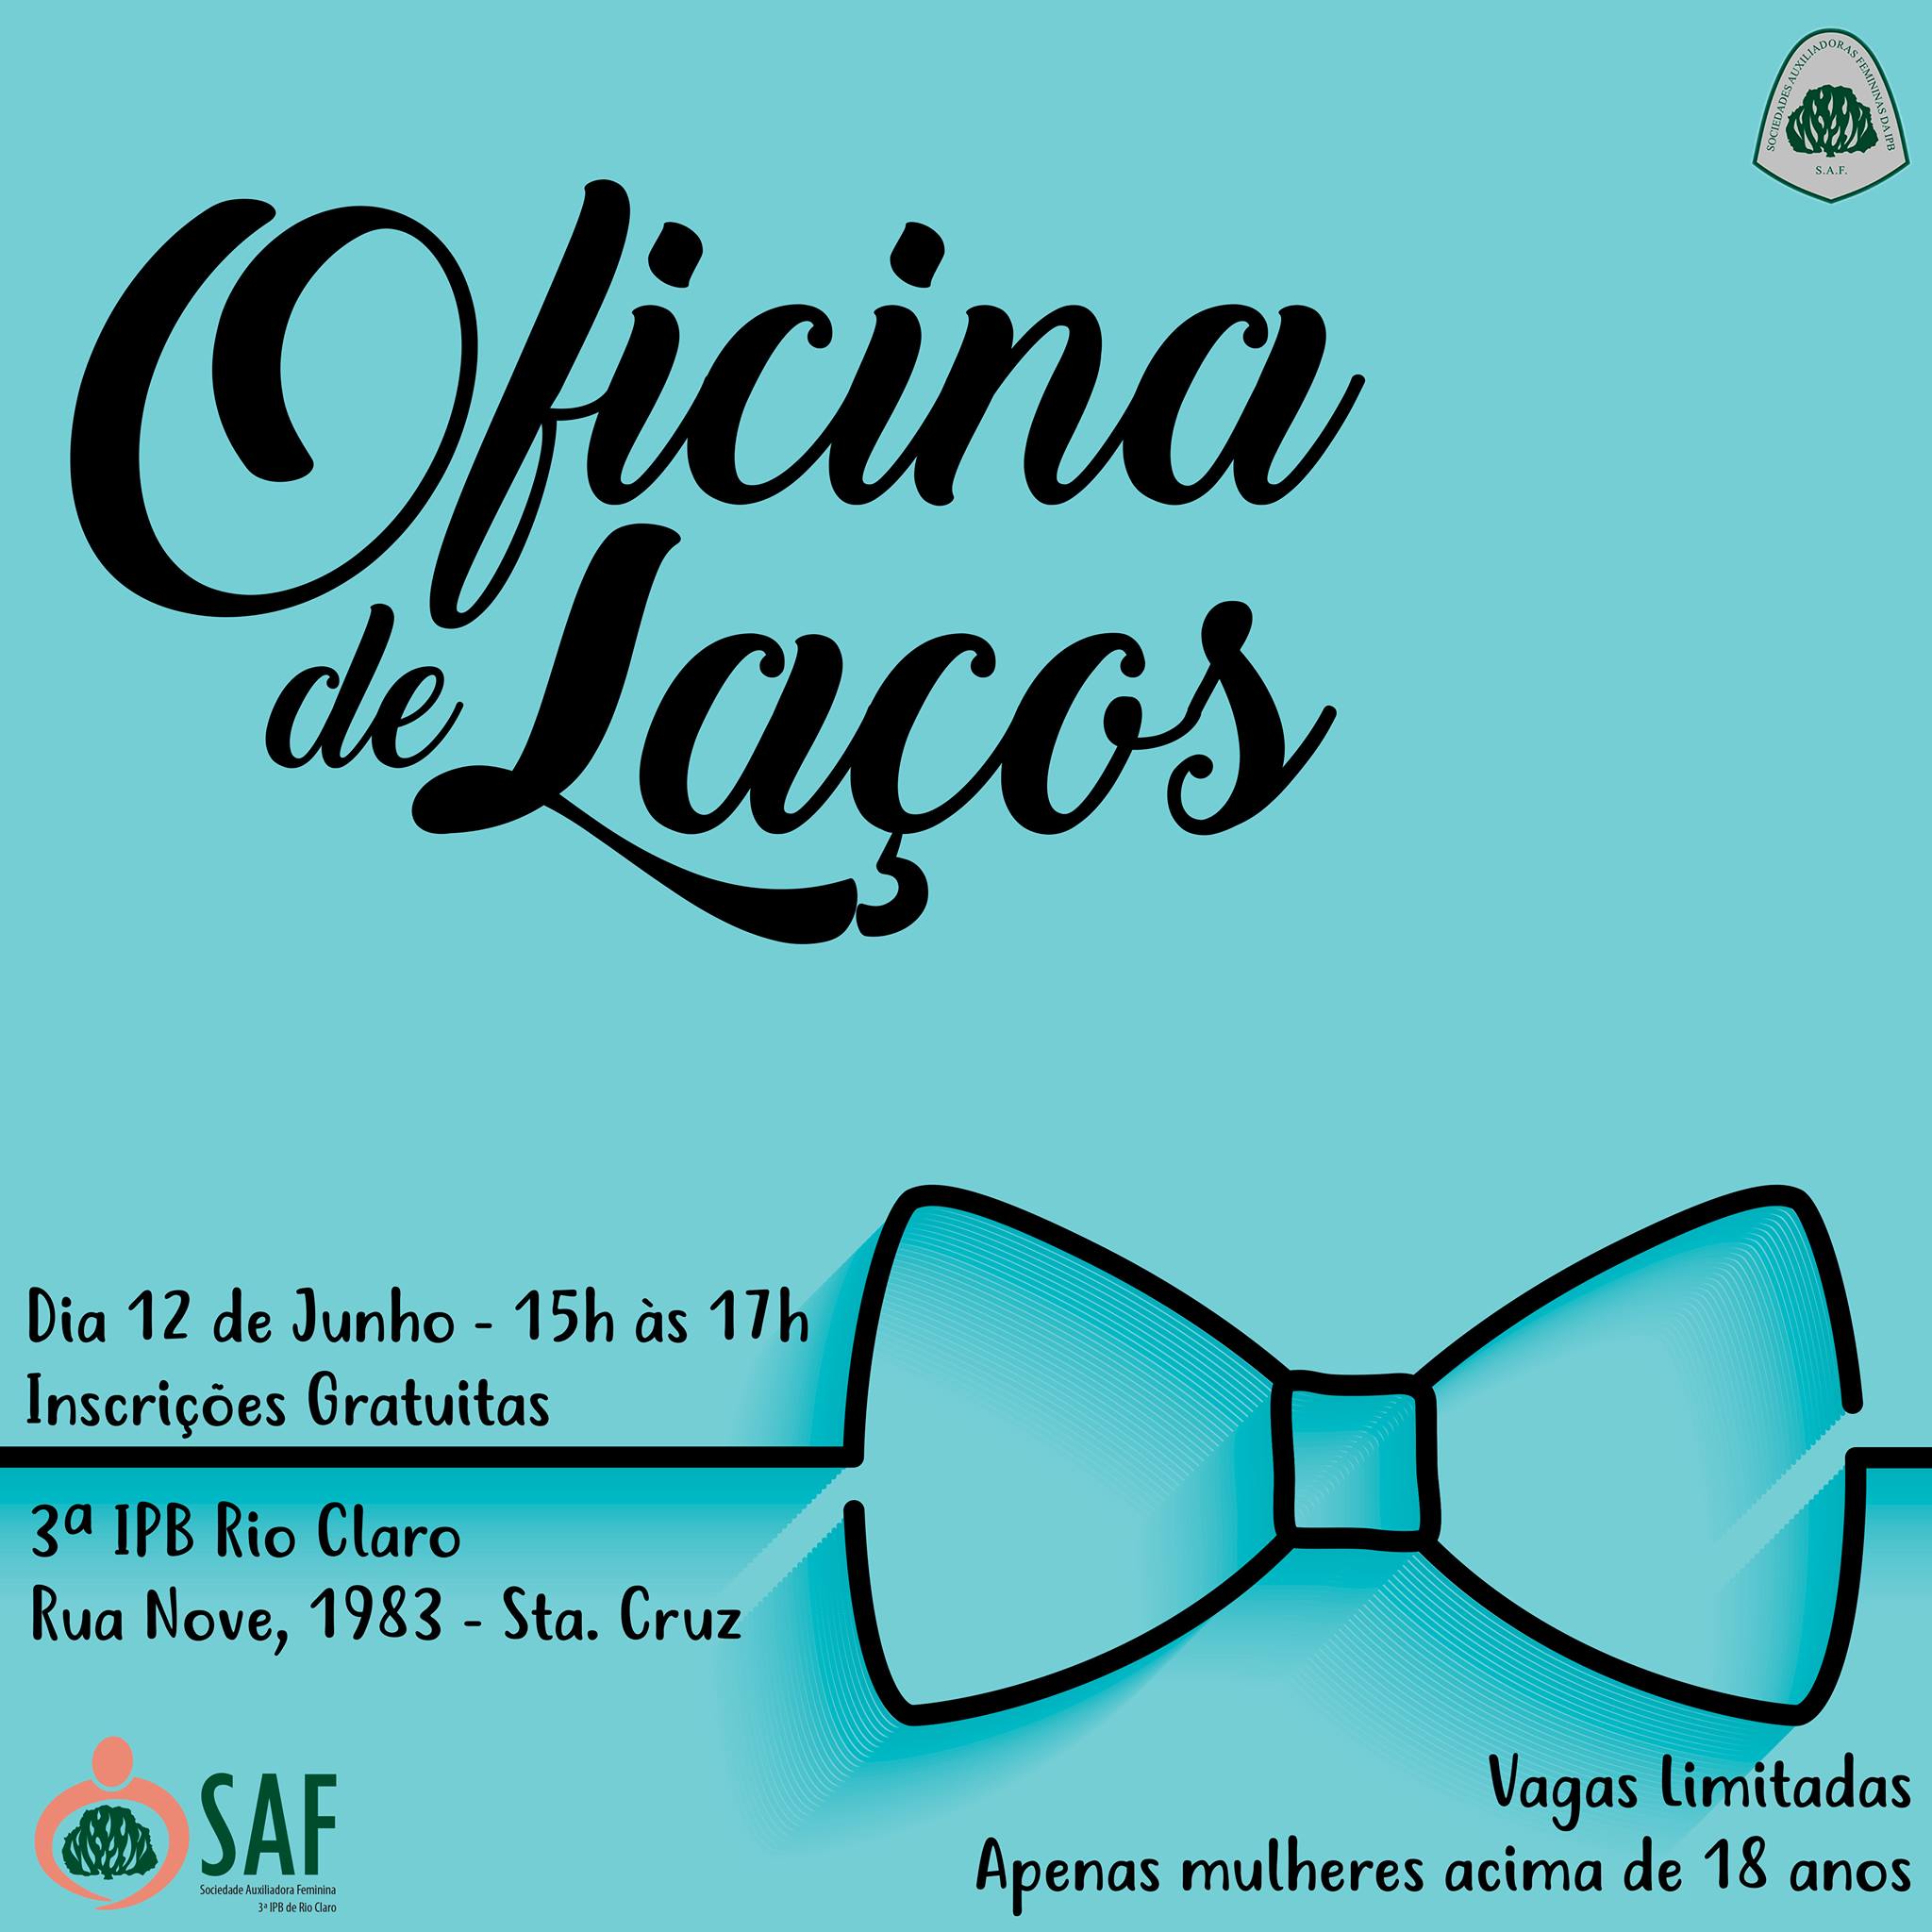 SOCIEDADES AUXILIADORAS FEMININAS DA IPB
S.A.F.
Oficina
de Laços
Dia 12 de Junho - 15h às 17h
Inscrições Gratuitas
3ª IPB Rio Claro
Rua Nove, 1983 - Sta. Cruz
Vagas Limitadas
Apenas mulheres acima de 18 anos
SAF
Sociedade Auxiliadora Feminina
3ª IPB de Rio Claro